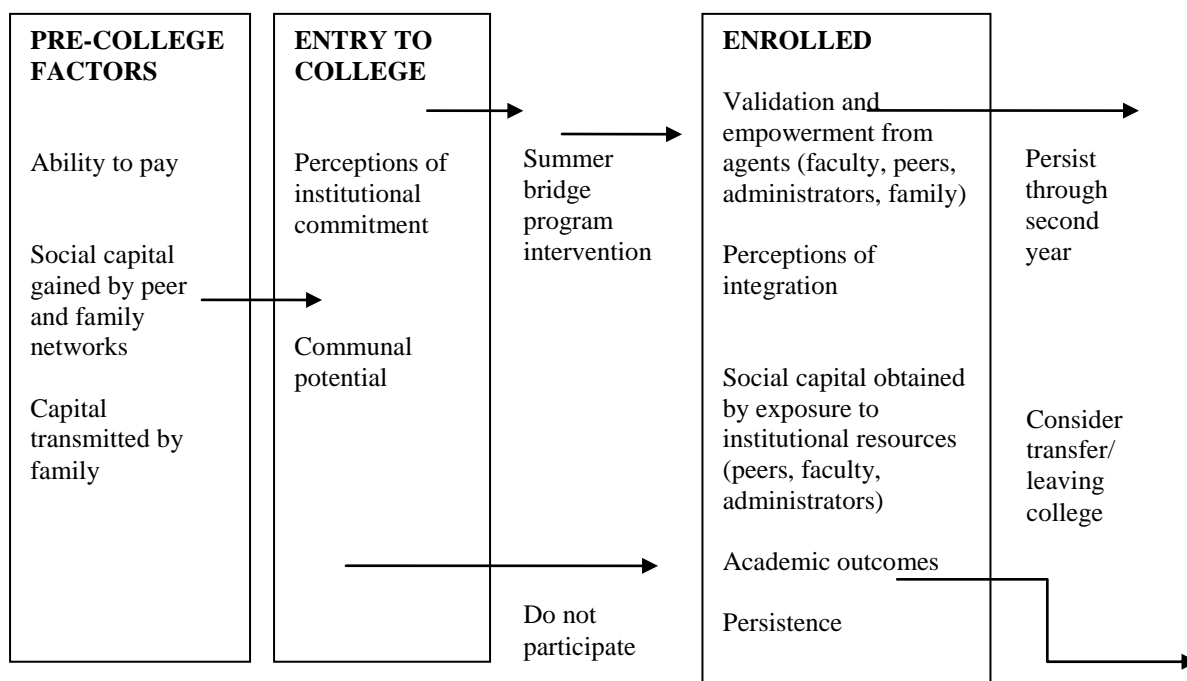 PRE-COLLEGE
FACTORS
Ability to pay
Social capital
gained by peer
and family
networks
Capital
transmitted by
family
ENTRY TO
COLLEGE
Perceptions of
institutional
commitment
Communal
potential
Summer
bridge
program
intervention
Do not
participate
ENROLLED
Validation and
empowerment from
agents (faculty, peers,
administrators, family)
Perceptions of
integration
Social capital obtained
by exposure to
institutional resources
(peers, faculty,
administrators)
Academic outcomes
Persistence
Persist
through
second
year
Consider
transfer/
leaving
college